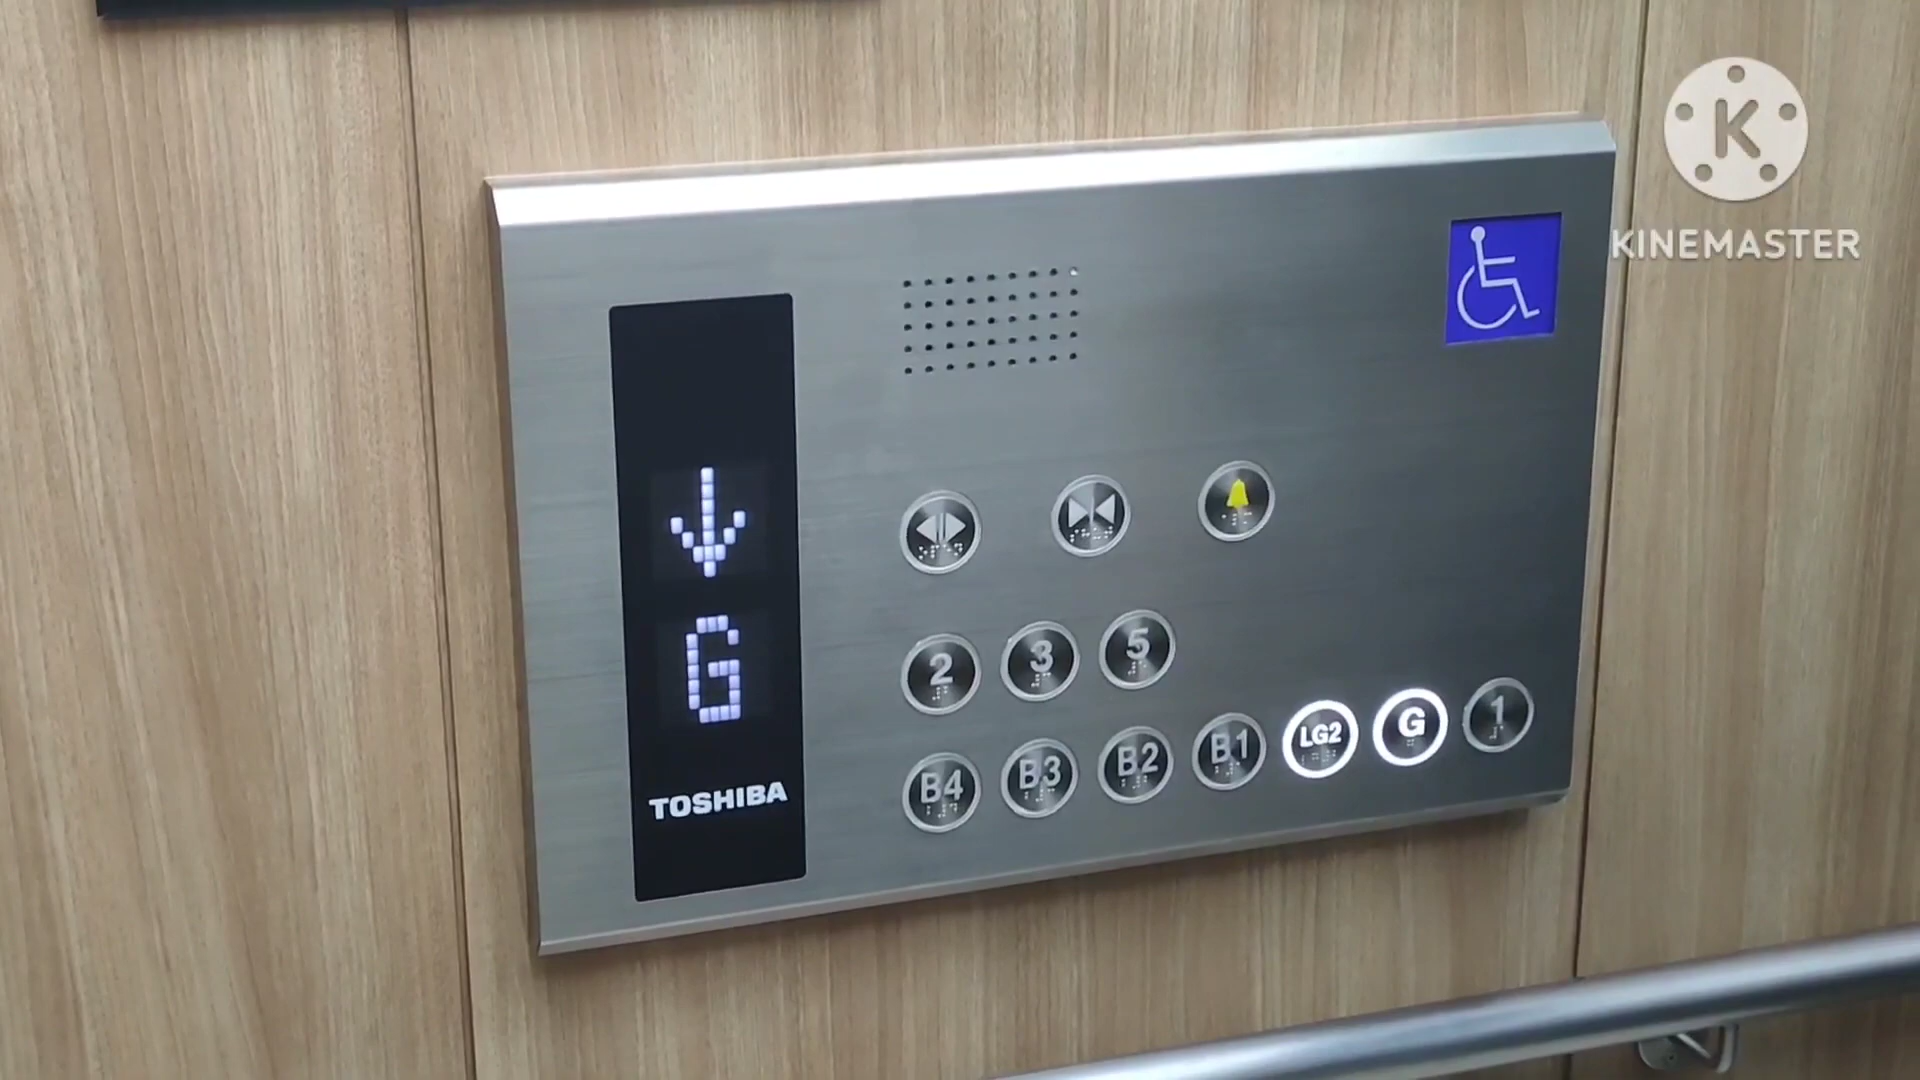 K
KINEMASTER
G
TOSHIBA
2 3 5
B4 B3 B2 B1 LG2 G 1